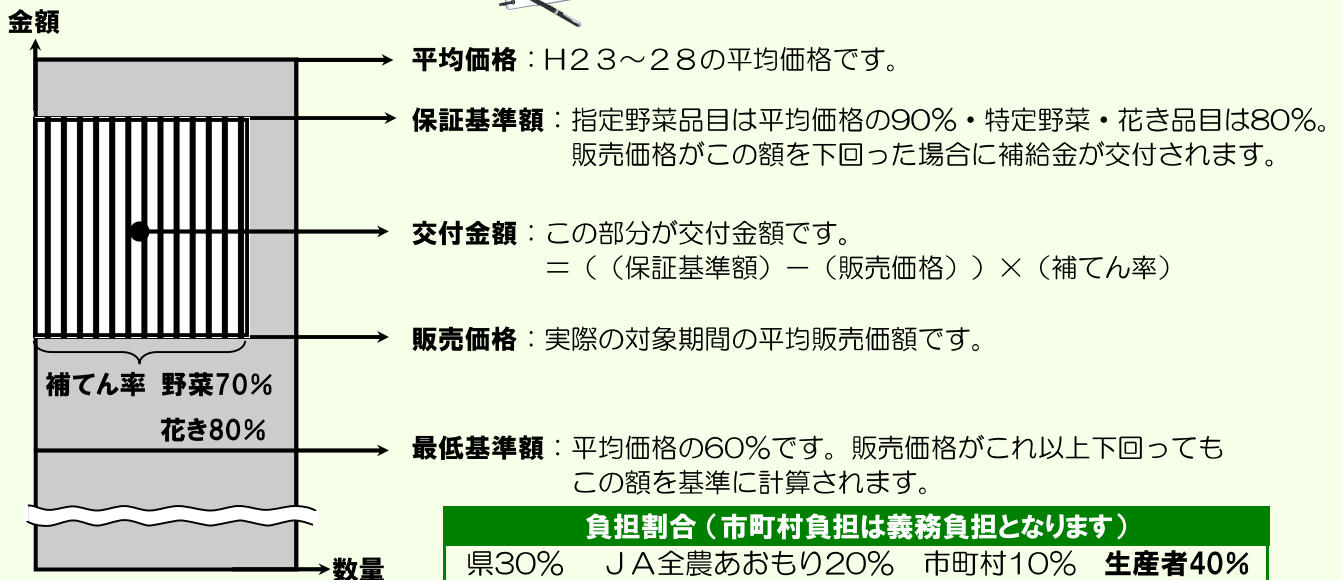 金額
平均価格：H２３～２８の平均価格です。
保証基準額：指定野菜品目は平均価格の90％・特定野菜・花き品目は80％。
販売価格がこの額を下回った場合に補給金が交付されます。
交付金額：この部分が交付金額です。
＝（（保証基準額）－（販売価格））×（補てん率）
販売価格：実際の対象期間の平均販売価額です。
補てん率 野菜70％
花き80％
最低基準額：平均価格の60％です。販売価格がこれ以上下回っても
この額を基準に計算されます。
数量
負担割合（市町村負担は義務負担となります）
県30％ ＪＡ全農あおもり20％ 市町村10％ 生産者40％